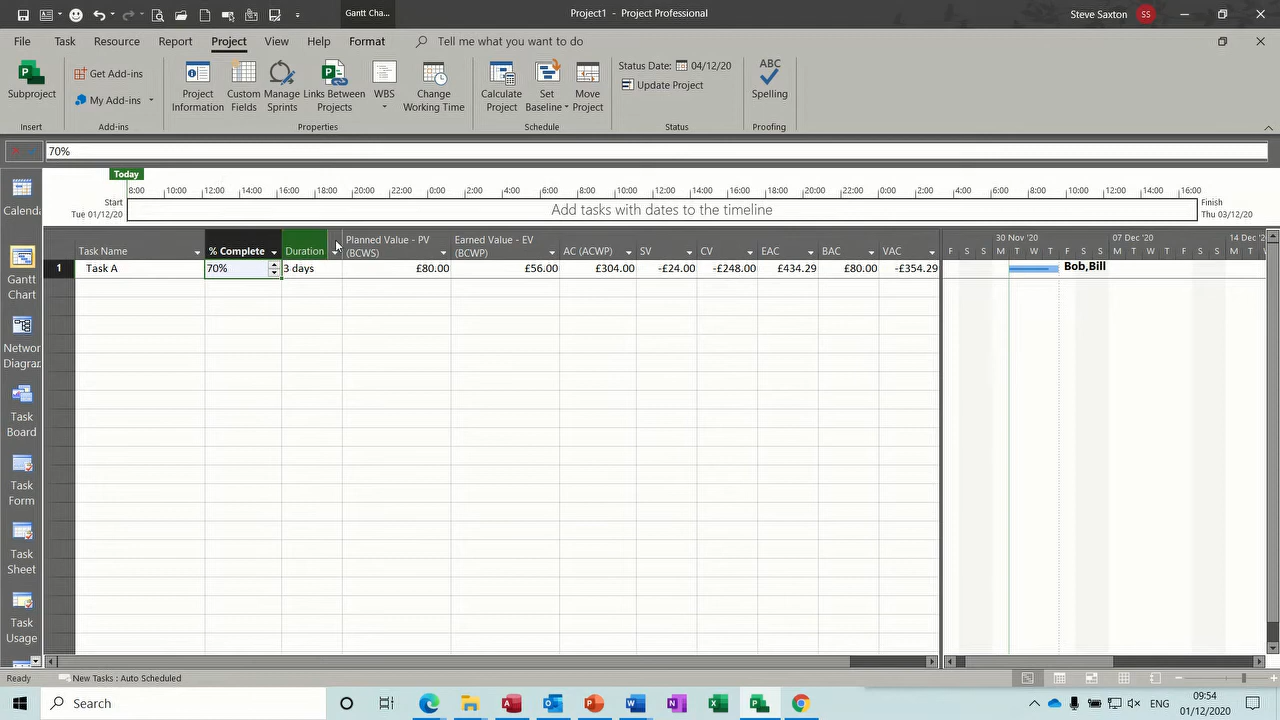 Gantt Cha...
Project1 - Project Professional
Steve Saxton
SS
File
Task
Resource
Report
Project
View
Help
Format
Tell me what you want to do
Subproject
Get Add-ins
My Add-ins
Project
Information
Custom
Fields
Manage
Sprints
Links Between
Projects
WBS
Change
Working Time
Calculate
Project
Set
Baseline
Move
Project
Status Date:
04/12/20
Update Project
ABC
Spelling
Insert
Add-ins
Properties
Schedule
Status
Proofing
70%
Today
8:00 10:00 12:00 14:00 16:00 18:00 20:00 22:00 0:00 2:00 4:00 6:00 8:00 10:00 12:00 14:00 16:00 18:00 20:00 22:00 0:00 2:00 4:00 6:00 8:00 10:00 12:00 14:00 16:00
Start
Tue 01/12/20
Add tasks with dates to the timeline
Finish
Thu 03/12/20
Calenda
Gantt
Chart
Network
Diagram
Task
Board
Task
Form
Task
Sheet
Task
Usage
Task Name
% Complete
Duration
Planned Value - PV
(BCWS)
Earned Value - EV
(BCWP)
AC (ACWP)
SV
CV
EAC
BAC
VAC
30 Nov '20
07 Dec '20
14 Dec '2
F S S M T W T F S S M T W T F S S M T
1
Task A
70%
3 days
£80.00
£56.00
£304.00
-£24.00
-£248.00
£434.29
£80.00
-£354.29
Bob,Bill
Ready
New Tasks : Auto Scheduled
Search
ENG
09:54
01/12/2020